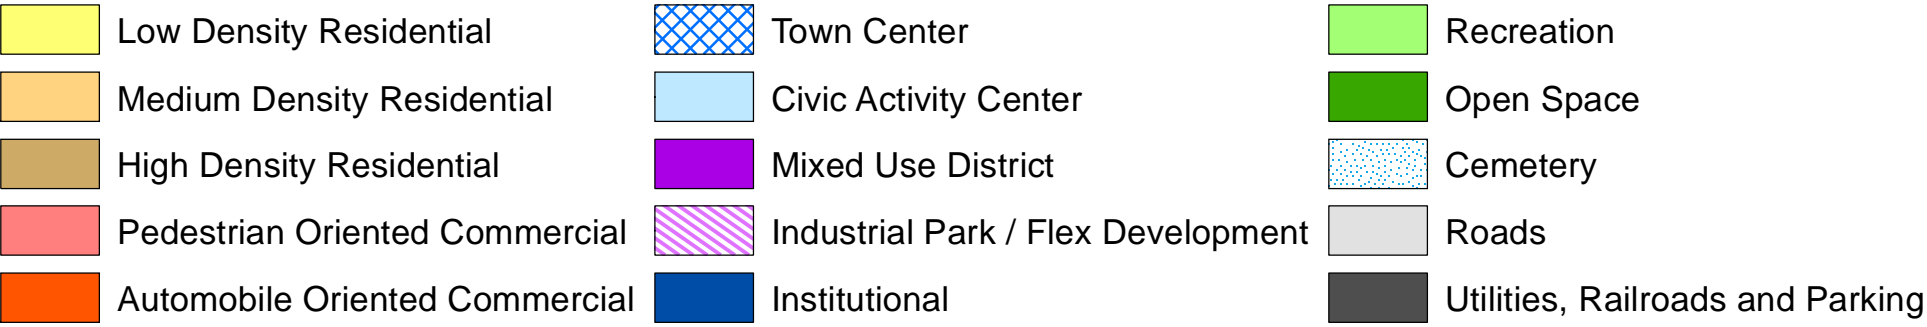 Low Density Residential
Medium Density Residential
High Density Residential
Pedestrian Oriented Commercial
Automobile Oriented Commercial
Town Center
Civic Activity Center
Mixed Use District
Industrial Park / Flex Development
Institutional
Recreation
Open Space
Cemetery
Roads
Utilities, Railroads and Parking